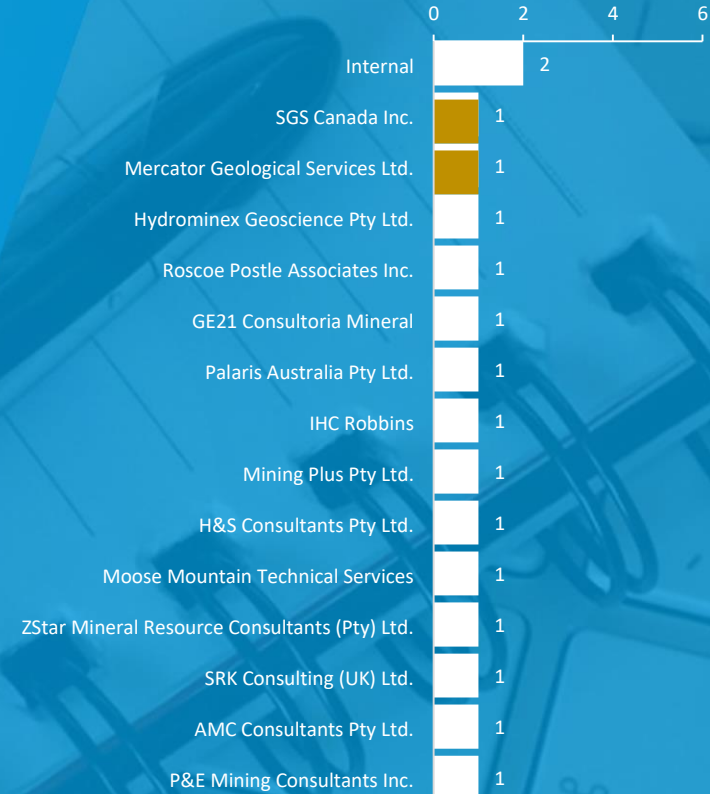 0 2 4 6
Internal 2
SGS Canada Inc. 1
Mercator Geological Services Ltd. 1
Hydrominex Geoscience Pty Ltd. 1
Roscoe Postle Associates Inc. 1
GE21 Consultoria Mineral 1
Palaris Australia Pty Ltd. 1
IHC Robbins 1
Mining Plus Pty Ltd. 1
H&S Consultants Pty Ltd. 1
Moose Mountain Technical Services 1
ZStar Mineral Resource Consultants (Pty) Ltd. 1
SRK Consulting (UK) Ltd. 1
AMC Consultants Pty Ltd. 1
P&E Mining Consultants Inc. 1